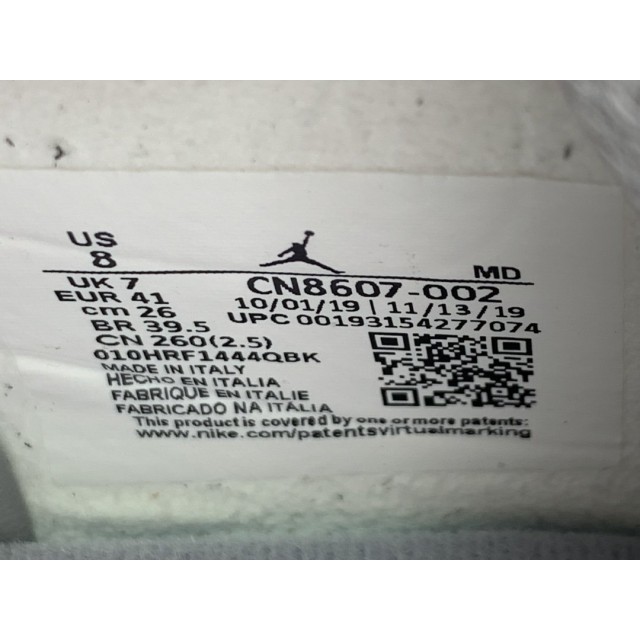 US
8
MD
UK 7
EUR 41
cm 26
BR 39.5
CN 260(2.5)
010HRF1444QBK
CN8607-002
10/01/19 | 11/13/19
UPC 00193154277074
MADE IN ITALY
HECHO EN ITALIA
FABRIQUE EN ITALIE
FABRICADO NA ITÁLIA
This product is covered by one or more patents:
www.nike.com/patentsvirtualmarking